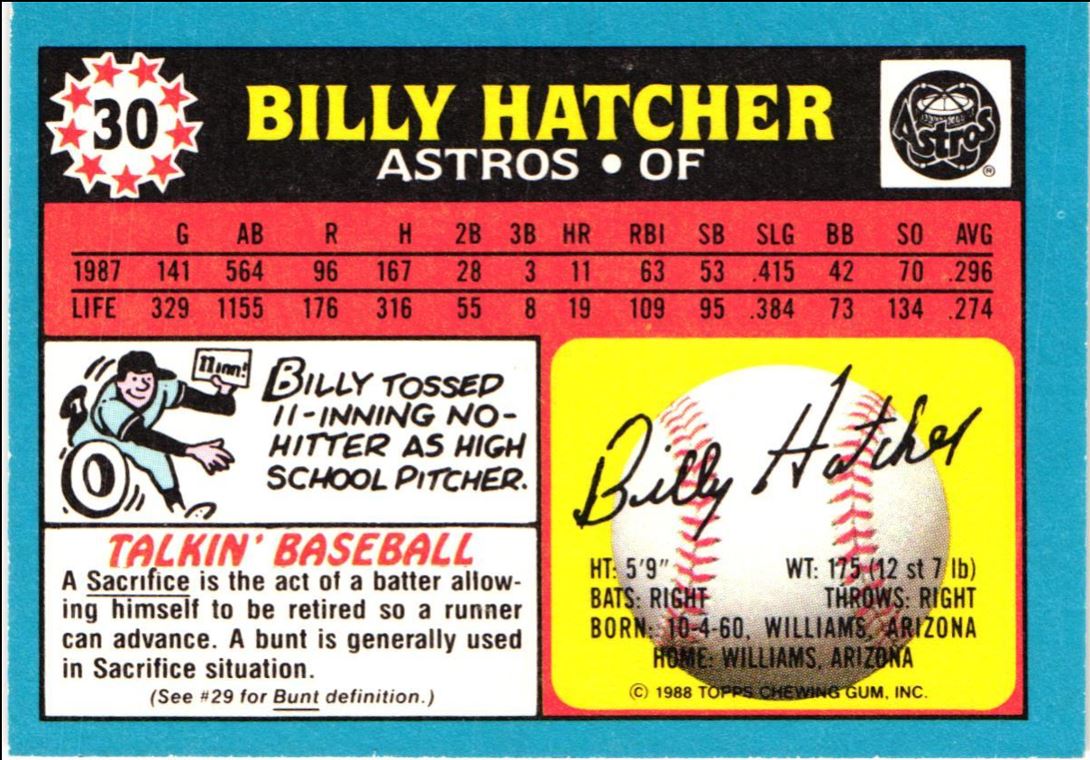 30
BILLY HATCHER
ASTROS • OF
Astros
®
G AB R H 2B 3B HR RBI SB SLG BB SO AVG
1987 141 564 96 167 28 3 11 63 53 .415 42 70 .296
LIFE 329 1155 176 316 55 8 19 109 95 .384 73 134 .274
11 INN!
0
BILLY TOSSED
11-INNING NO-
HITTER AS HIGH
SCHOOL PITCHER.
TALKIN' BASEBALL
A Sacrifice is the act of a batter allow-
ing himself to be retired so a runner
can advance. A bunt is generally used
in Sacrifice situation.
(See #29 for Bunt definition.)
Billy Hatcher
HT: 5'9" WT: 175 (12 st 7 lb)
BATS: RIGHT THROWS: RIGHT
BORN: 10-4-60, WILLIAMS, ARIZONA
HOME: WILLIAMS, ARIZONA
© 1988 TOPPS CHEWING GUM, INC.